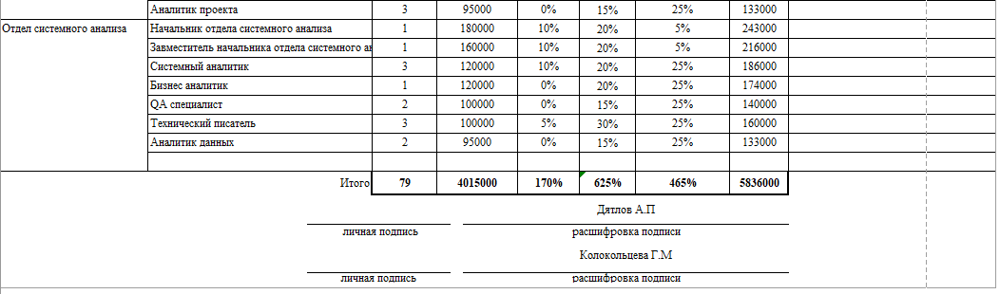 Аналитик проекта 3 95000 0% 15% 25% 133000
Отдел системного анализа Начальник отдела системного анализа 1 180000 10% 20% 5% 243000
Завместитель начальника отдела системного ан 1 160000 10% 20% 5% 216000
Системный аналитик 3 120000 10% 20% 25% 186000
Бизнес аналитик 1 120000 0% 20% 25% 174000
QA специалист 2 100000 0% 15% 25% 140000
Технический писатель 3 100000 5% 30% 25% 160000
Аналитик данных 2 95000 0% 15% 25% 133000
Итого 79 4015000 170% 625% 465% 5836000
Дятлов А.П
личная подпись расшифровка подписи
Колокольцева Г.М
личная подпись расшифровка подписи